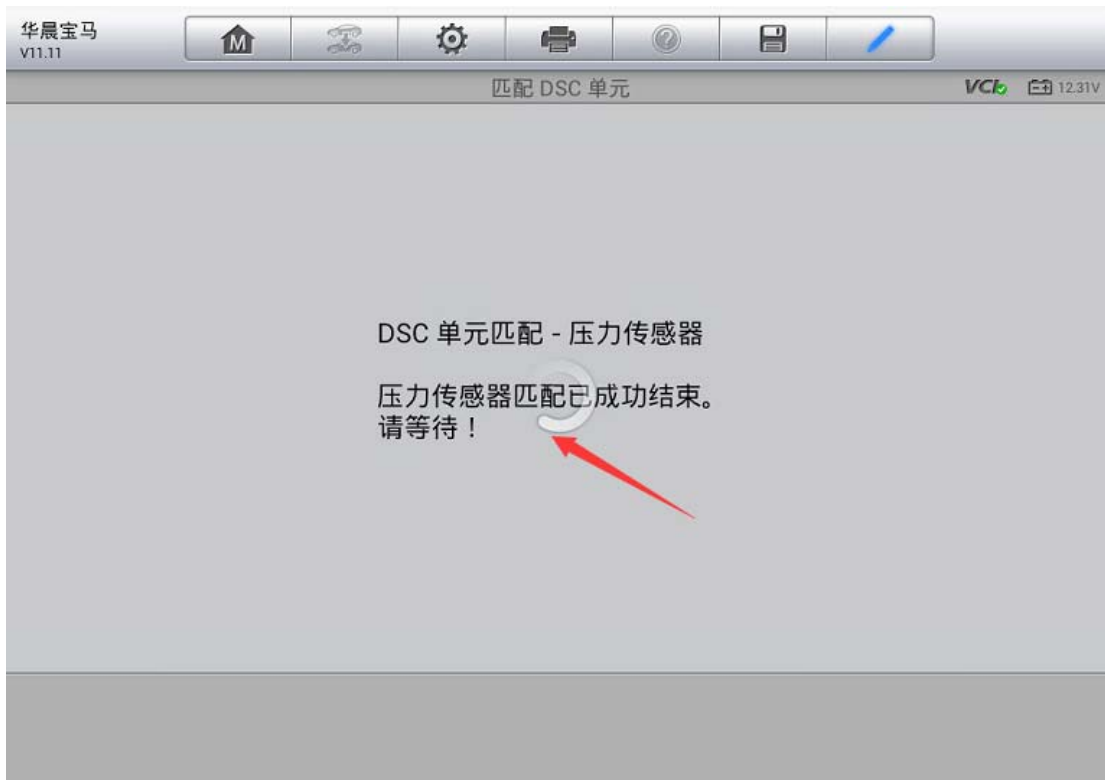 华晨宝马
V11.11
M
匹配 DSC 单元
VCI
12.31V
DSC 单元匹配 - 压力传感器
压力传感器匹配已成功结束。
请等待！